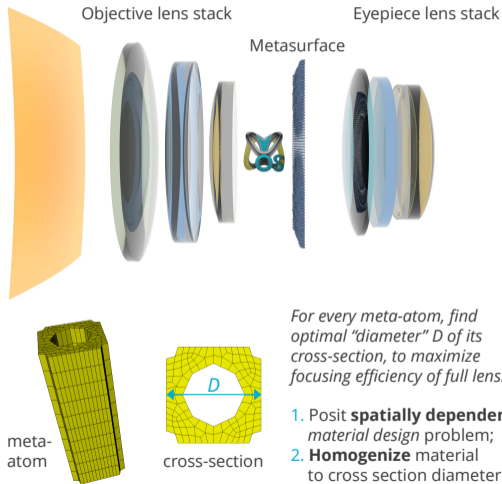 Objective lens stack
Eyepiece lens stack
Metasurface
For every meta-atom, find
optimal “diameter” D of its
cross-section, to maximize
focusing efficiency of full lens.
D
1. Posit spatially dependen
material design problem;
2. Homogenize material
to cross section diameter
meta-
atom
cross-section